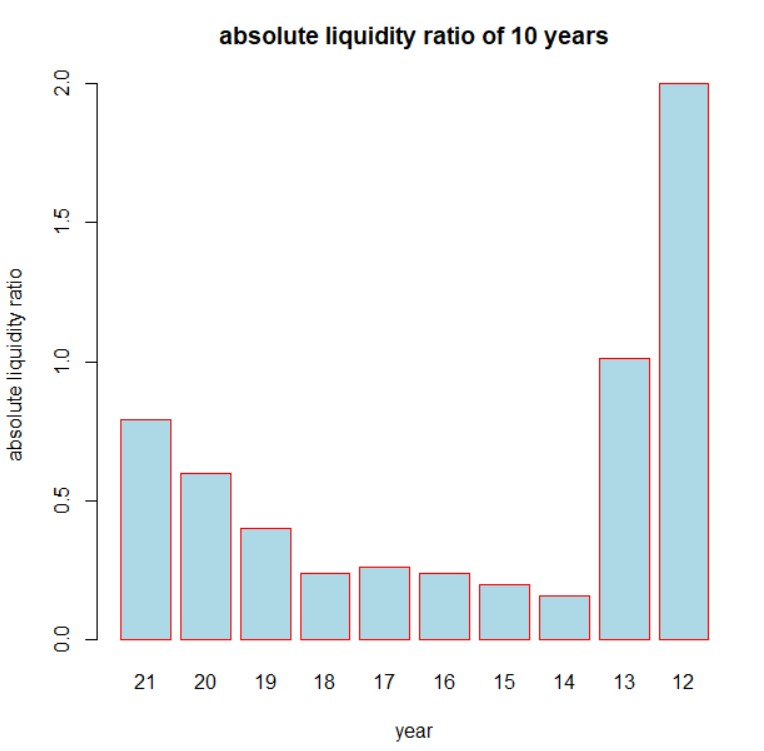 absolute liquidity ratio of 10 years
absolute liquidity ratio
2.0
1.5
1.0
0.5
0.0
21 20 19 18 17 16 15 14 13 12
year